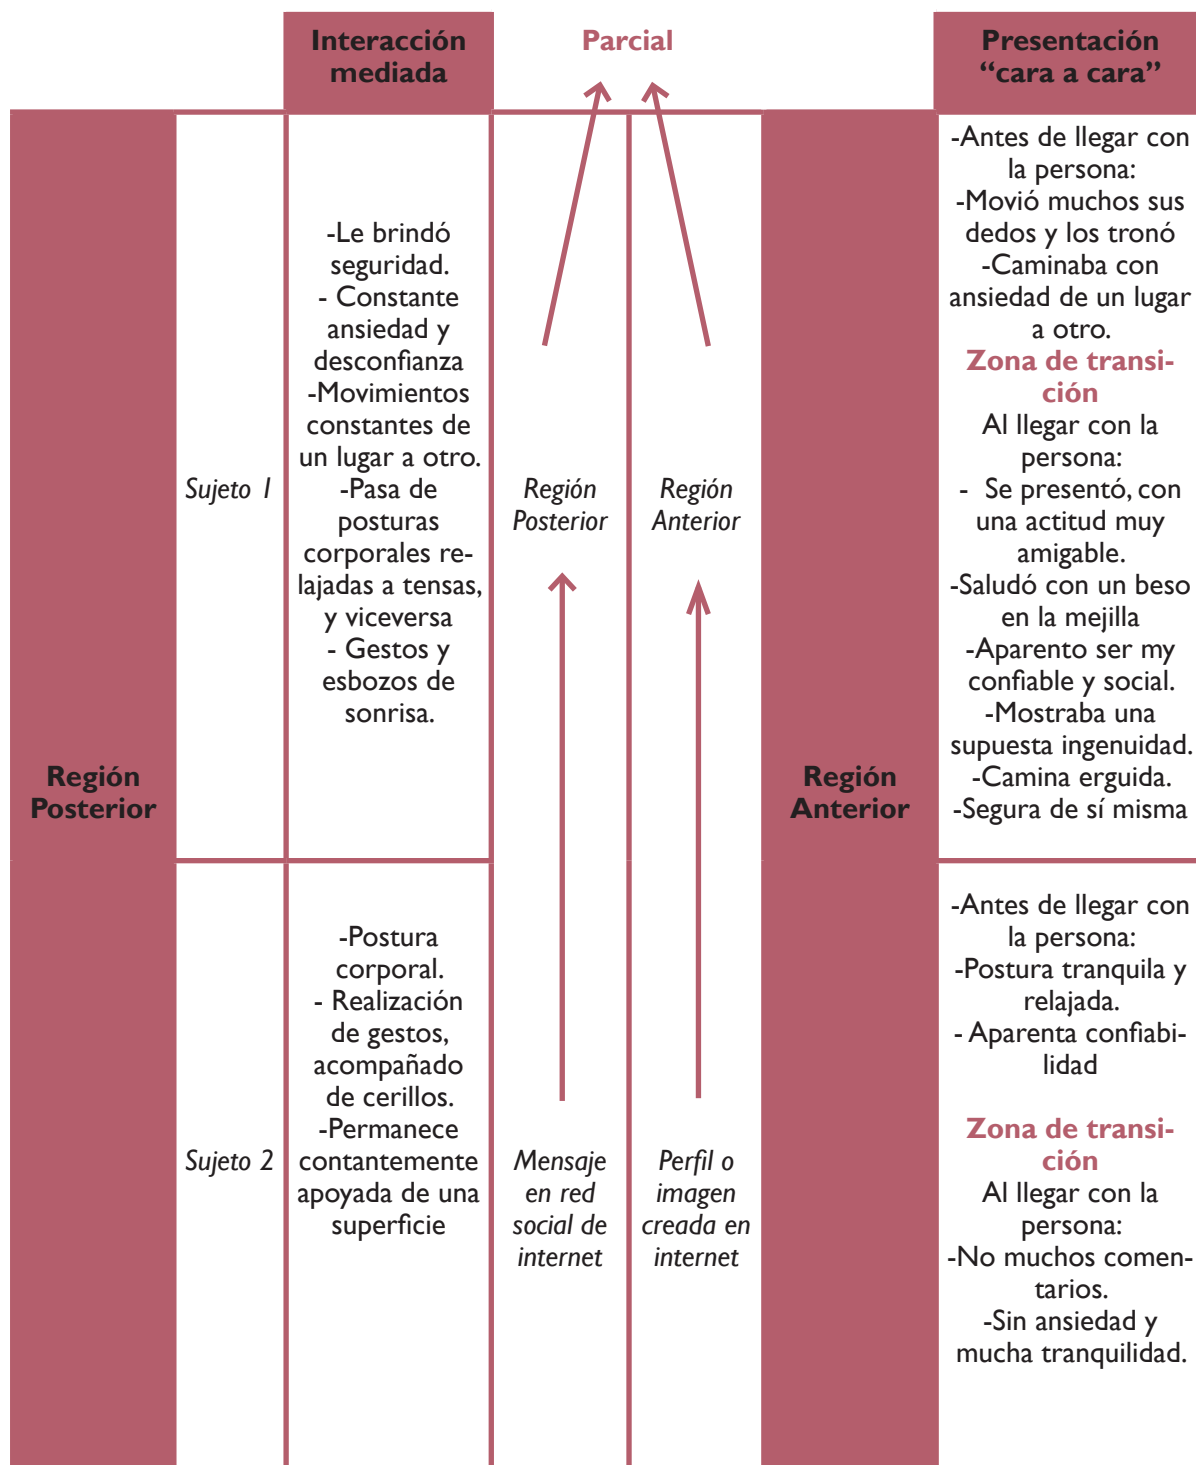 Interacción
mediada
Parcial
Presentación
“cara a cara”
Región
Posterior
Sujeto 1
-Le brindó
seguridad.
- Constante
ansiedad y
desconfianza
-Movimientos
constantes de
un lugar a otro.
-Pasa de
posturas
corporales re-
lajadas a tensas,
y viceversa
- Gestos y
esbozos de
sonrisa.
Región
Posterior
Región
Anterior
Región
Anterior
-Antes de llegar con
la persona:
-Movió muchos sus
dedos y los tronó
-Caminaba con
ansiedad de un lugar
a otro.
Zona de transi-
ción
Al llegar con la
persona:
- Se presentó, con
una actitud muy
amigable.
-Saludó con un beso
en la mejilla
-Aparento ser my
confiable y social.
-Mostraba una
supuesta ingenuidad.
-Camina erguida.
-Segura de sí misma
Sujeto 2
-Postura
corporal.
- Realización
de gestos,
acompañado
de cerillos.
-Permanece
contantemente
apoyada de una
superficie
Mensaje
en red
social de
internet
Perfil o
imagen
creada en
internet
-Antes de llegar con
la persona:
-Postura tranquila y
relajada.
- Aparenta confiabi-
lidad
Zona de transi-
ción
Al llegar con la
persona:
-No muchos comen-
tarios.
-Sin ansiedad y
mucha tranquilidad.